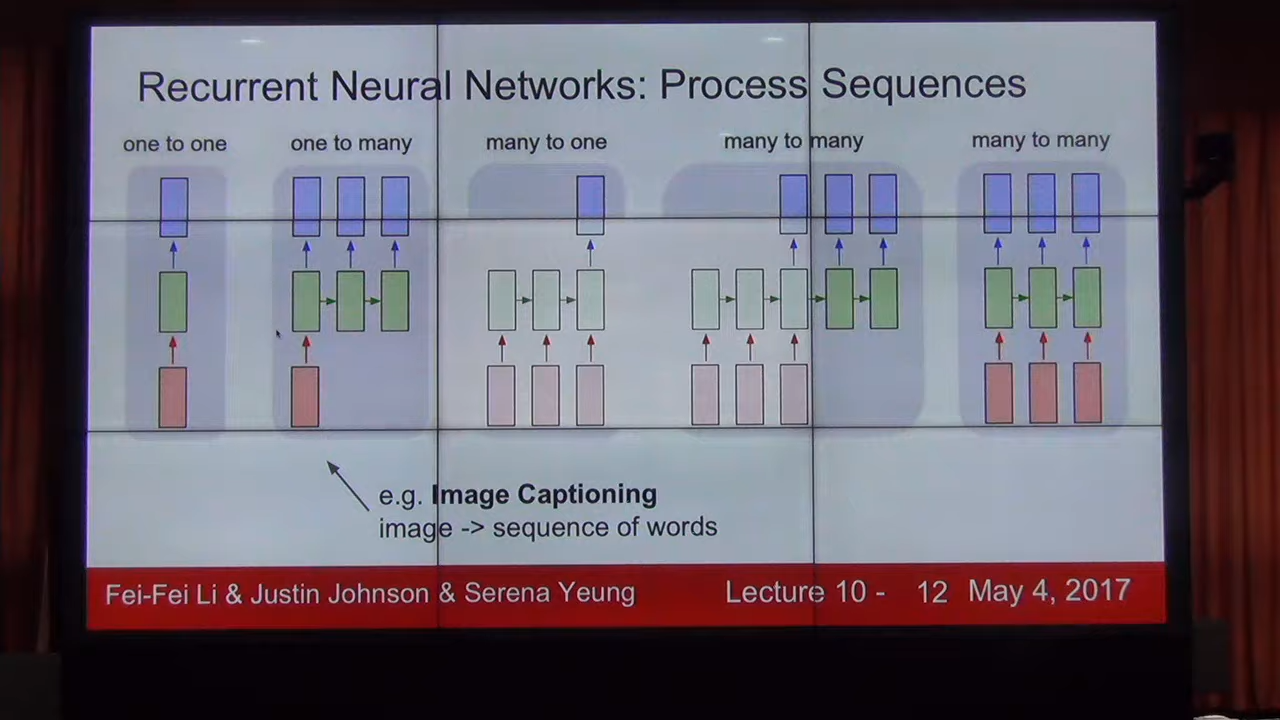 Recurrent Neural Networks: Process Sequences
one to one
one to many
many to one
many to many
many to many
e.g. Image Captioning
image -> sequence of words
Fei-Fei Li & Justin Johnson & Serena Yeung
Lecture 10 - 12 May 4, 2017